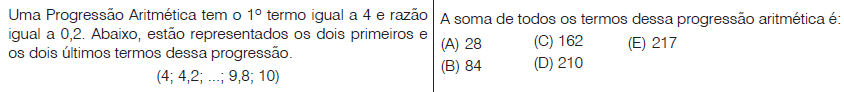 Uma Progressão Aritmética tem o 1º termo igual a 4 e razão
igual a 0,2. Abaixo, estão representados os dois primeiros e
os dois últimos termos dessa progressão.
(4; 4,2; ...; 9,8; 10)
A soma de todos os termos dessa progressão aritmética é:
(A) 28 (C) 162 (E) 217
(B) 84 (D) 210